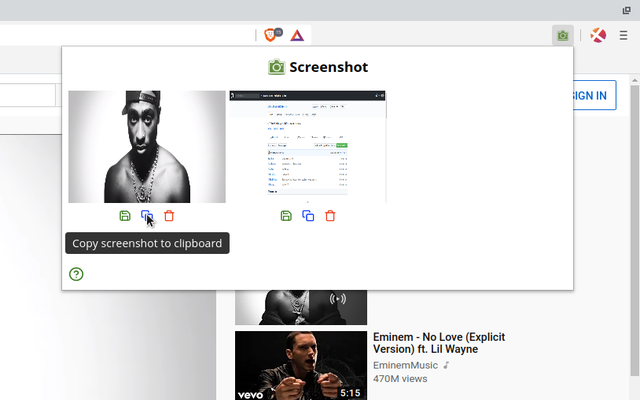 Screenshot
SIGN IN
Copy screenshot to clipboard
Eminem - No Love (Explicit
Version) ft. Lil Wayne
EminemMusic
470M views
vevo
5:15